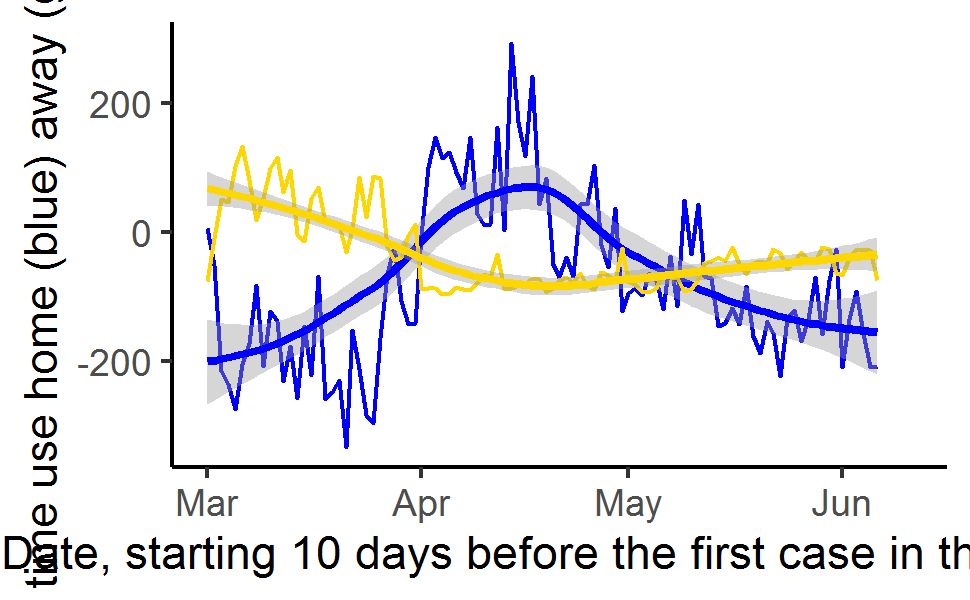 time use home (blue) away (
200
0
-200
Mar Apr May Jun
Date, starting 10 days before the first case in th